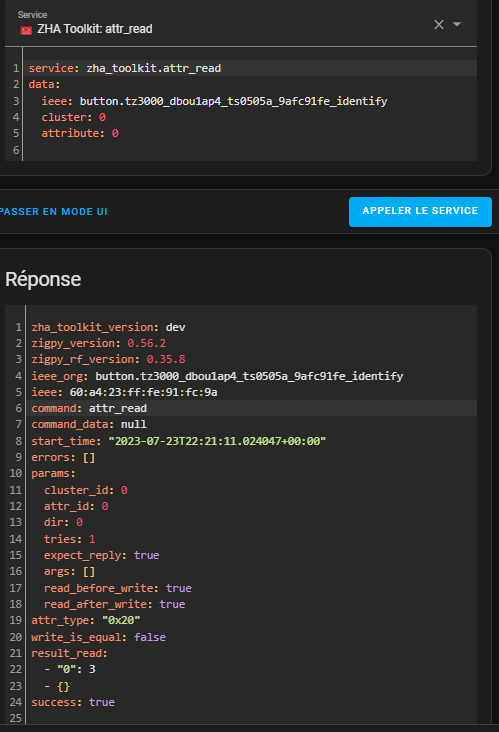 Service
ZHA Toolkit: attr_read
1 service: zha_toolkit.attr_read
2 data:
3   ieee: button.tz3000_dbou1ap4_ts0505a_9afc91fe_identify
4   cluster: 0
5   attribute: 0
6
PASSER EN MODE UI
APPELER LE SERVICE
Réponse
1 zha_toolkit_version: dev
2 zigpy_version: 0.56.2
3 zigpy_rf_version: 0.35.8
4 ieee_org: button.tz3000_dbou1ap4_ts0505a_9afc91fe_identify
5 ieee: 60:a4:23:ff:fe:91:fc:9a
6 command: attr_read
7 command_data: null
8 start_time: "2023-07-23T22:21:11.024047+00:00"
9 errors: []
10 params:
11   cluster_id: 0
12   attr_id: 0
13   dir: 0
14   tries: 1
15   expect_reply: true
16   args: []
17   read_before_write: true
18   read_after_write: true
19 attr_type: "0x20"
20 write_is_equal: false
21 result_read:
22   - "0": 3
23   - {}
24 success: true
25